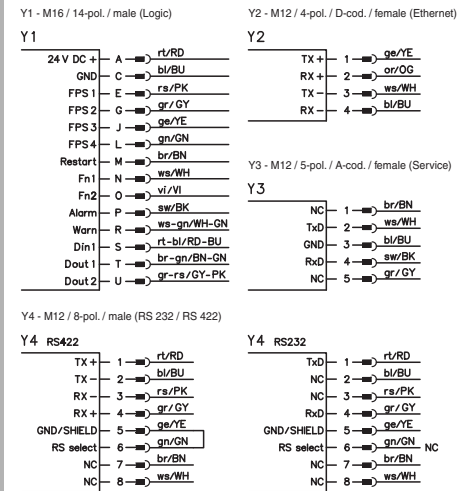 Y1 - M16 / 14-pol. / male (Logic)
Y1
24 V DC + A rt/RD
GND C bl/BU
FPS 1 E rs/PK
FPS 2 G gr/GY
FPS 3 J ge/YE
FPS 4 L gn/GN
Restart M br/BN
Fn1 N ws/WH
Fn2 O vi/VI
Alarm P sw/BK
Warn R ws-gn/WH-GN
Din1 S rt-bl/RD-BU
Dout 1 T br-gn/BN-GN
Dout 2 U gr-rs/GY-PK
Y2 - M12 / 4-pol. / D-cod. / female (Ethernet)
Y2
TX + 1 ge/YE
RX + 2 or/OG
TX - 3 ws/WH
RX - 4 bl/BU
Y3 - M12 / 5-pol. / A-cod. / female (Service)
Y3
NC 1 br/BN
TxD 2 ws/WH
GND 3 bl/BU
RxD 4 sw/BK
NC 5 gr/GY
Y4 - M12 / 8-pol. / male (RS 232 / RS 422)
Y4 RS422
TX + 1 rt/RD
TX - 2 bl/BU
RX - 3 rs/PK
RX + 4 gr/GY
GND/SHIELD 5 ge/YE
RS select 6 gn/GN
NC 7 br/BN
NC 8 ws/WH
Y4 RS232
TxD 1 rt/RD
NC 2 bl/BU
NC 3 rs/PK
RxD 4 gr/GY
GND/SHIELD 5 ge/YE
RS select 6 gn/GN NC
NC 7 br/BN
NC 8 ws/WH